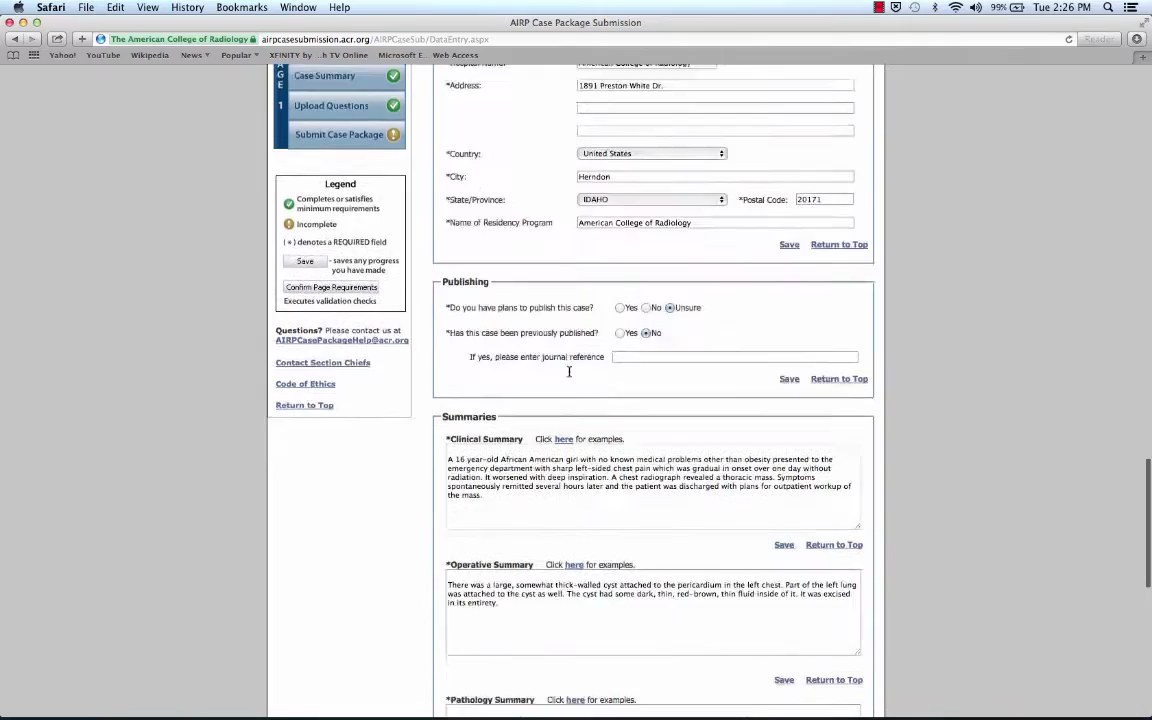 Safari File Edit View History Bookmarks Window Help 99% Tue 2:26 PM
AIRP Case Package Submission
The American College of Radiology airpcasesubmission.acr.org/AIRPCaseSub/DataEntry.aspx Reader
Yahoo! YouTube Wikipedia News Popular XFINITY by ...h TV Online Microsoft E Web Access
A
G
E
1
Case Summary
Upload Questions
Submit Case Package
Legend
Completes or satisfies
minimum requirements
Incomplete
(*) denotes a REQUIRED field
Save - saves any progress
you have made
Confirm Page Requirements
Executes validation checks
Questions? Please contact us at
AIRPCasePackageHelp@acr.org
Contact Section Chiefs
Code of Ethics
Return to Top
*Hospital Name: American College of Radiology
*Address: 1891 Preston White Dr.
*Country: United States
*City: Herndon
*State/Province: IDAHO *Postal Code: 20171
*Name of Residency Program American College of Radiology
Save Return to Top
Publishing
*Do you have plans to publish this case? Yes No Unsure
*Has this case been previously published? Yes No
If yes, please enter journal reference
Save Return to Top
Summaries
*Clinical Summary Click here for examples.
A 16 year-old African American girl with no known medical problems other than obesity presented to the
emergency department with sharp left-sided chest pain which was gradual in onset over one day without
radiation. It worsened with deep inspiration. A chest radiograph revealed a thoracic mass. Symptoms
spontaneously remitted several hours later and the patient was discharged with plans for outpatient workup of
the mass.
Save Return to Top
*Operative Summary Click here for examples.
There was a large, somewhat thick-walled cyst attached to the pericardium in the left chest. Part of the left lung
was attached to the cyst as well. The cyst had some dark, thin, red-brown, thin fluid inside of it. It was excised
in its entirety.
Save Return to Top
*Pathology Summary Click here for examples.